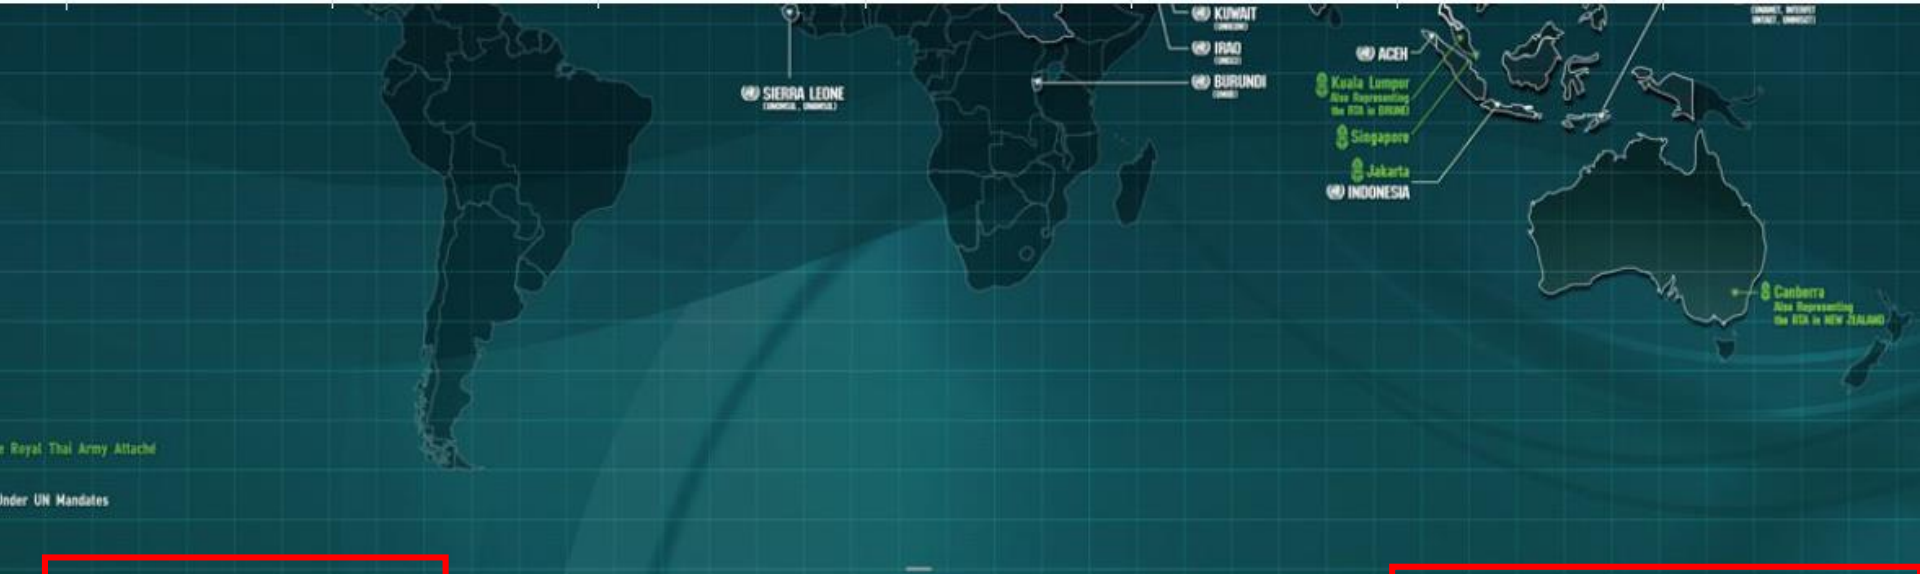 KUWAIT
IRAQ
BURUNDI
SIERRA LEONE
ACEH
Kuala Lumpur
Also Representing
the RTA in BRUNEI
Singapore
Jakarta
INDONESIA
Canberra
Also Representing
the RTA in NEW ZEALAND
Royal Thai Army Attaché
Under UN Mandates